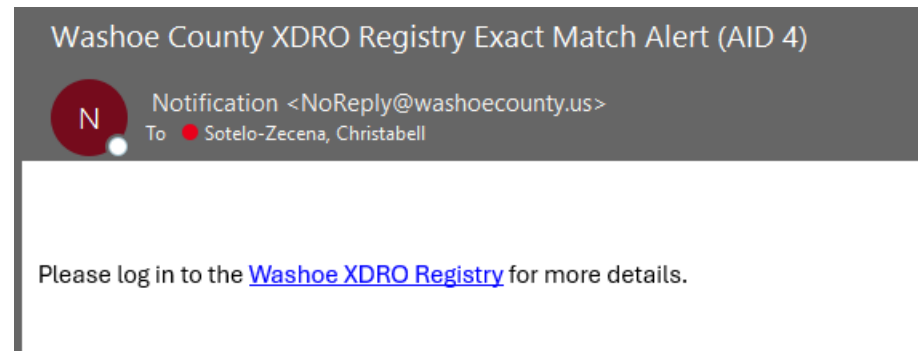 Washoe County XDRO Registry Exact Match Alert (AID 4)
N
Notification <NoReply@washoecounty.us>
To Sotelo-Zecena, Christabell
Please log in to the Washoe XDRO Registry for more details.